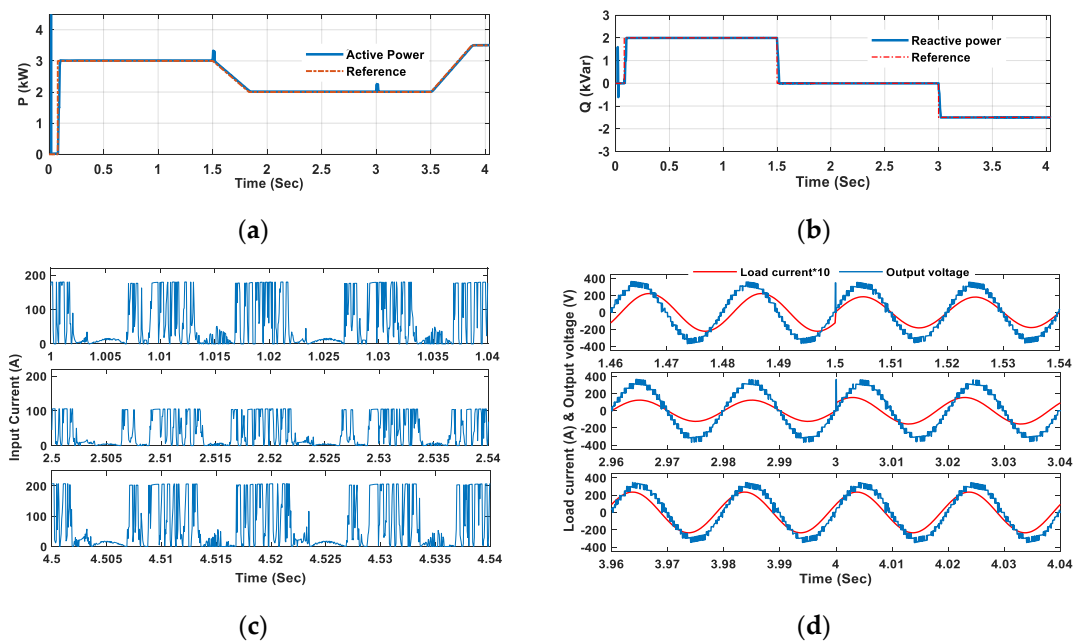 4
3
2
1
0
P (kW)
Active Power
Reference
0 0.5 1 1.5 2 2.5 3 3.5 4
Time (Sec)
(a)
3
2
1
0
-1
-2
-3
Q (kVar)
Reactive power
Reference
0 0.5 1 1.5 2 2.5 3 3.5 4
Time (Sec)
(b)
Input Current (A)
200
100
0
1 1.005 1.01 1.015 1.02 1.025 1.03 1.035 1.04
200
100
0
2.5 2.505 2.51 2.515 2.52 2.525 2.53 2.535 2.54
200
100
0
4.5 4.505 4.51 4.515 4.52 4.525 4.53 4.535 4.54
Time (Sec)
(c)
Load current (A) & Output voltage (V)
Load current*10 Output voltage
400
200
0
-200
-400
1.46 1.47 1.48 1.49 1.5 1.51 1.52 1.53 1.54
400
200
0
-200
-400
2.96 2.97 2.98 2.99 3 3.01 3.02 3.03 3.04
400
200
0
-200
-400
3.96 3.97 3.98 3.99 4 4.01 4.02 4.03 4.04
Time (Sec)
(d)